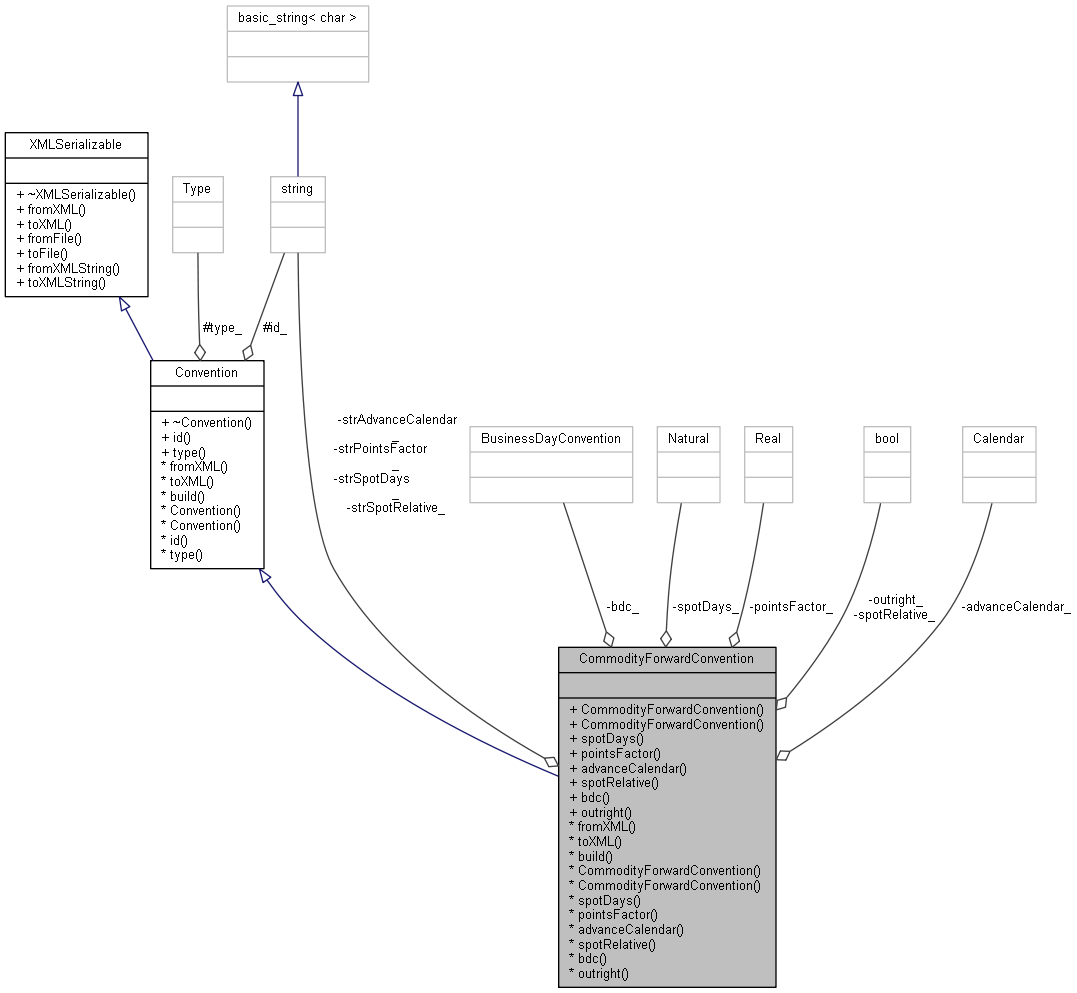 basic_string< char >
XMLSerializable
+ ~XMLSerializable()
+ fromXML()
+ toXML()
+ fromFile()
+ toFile()
+ fromXMLString()
+ toXMLString()
Type
string
#type_
#id_
Convention
+ ~Convention()
+ id()
+ type()
* fromXML()
* toXML()
* build()
* Convention()
* Convention()
* id()
* type()
-strAdvanceCalendar
_
-strPointsFactor
_
-strSpotDays
_
-strSpotRelative_
BusinessDayConvention
Natural
Real
bool
Calendar
-bdc_
-spotDays_
-pointsFactor_
-outright_
-spotRelative_
-advanceCalendar_
CommodityForwardConvention
+ CommodityForwardConvention()
+ CommodityForwardConvention()
+ spotDays()
+ pointsFactor()
+ advanceCalendar()
+ spotRelative()
+ bdc()
+ outright()
* fromXML()
* toXML()
* build()
* CommodityForwardConvention()
* CommodityForwardConvention()
* spotDays()
* pointsFactor()
* advanceCalendar()
* spotRelative()
* bdc()
* outright()